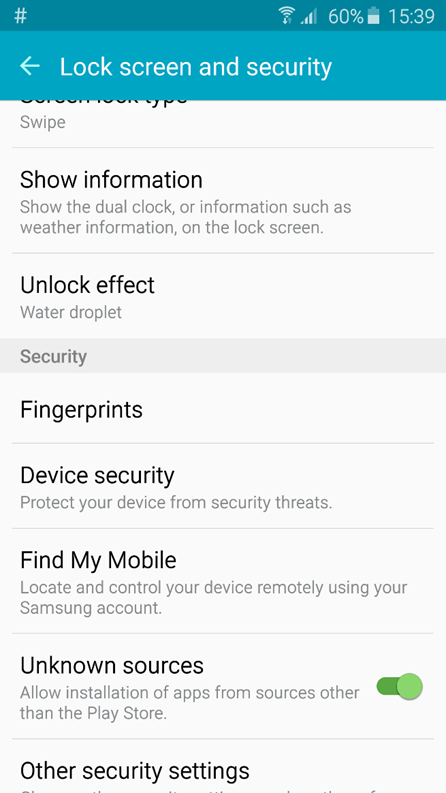 #
60% 15:39
Lock screen and security
Screen lock type
Swipe
Show information
Show the dual clock, or information such as
weather information, on the lock screen.
Unlock effect
Water droplet
Security
Fingerprints
Device security
Protect your device from security threats.
Find My Mobile
Locate and control your device remotely using your
Samsung account.
Unknown sources
Allow installation of apps from sources other
than the Play Store.
Other security settings